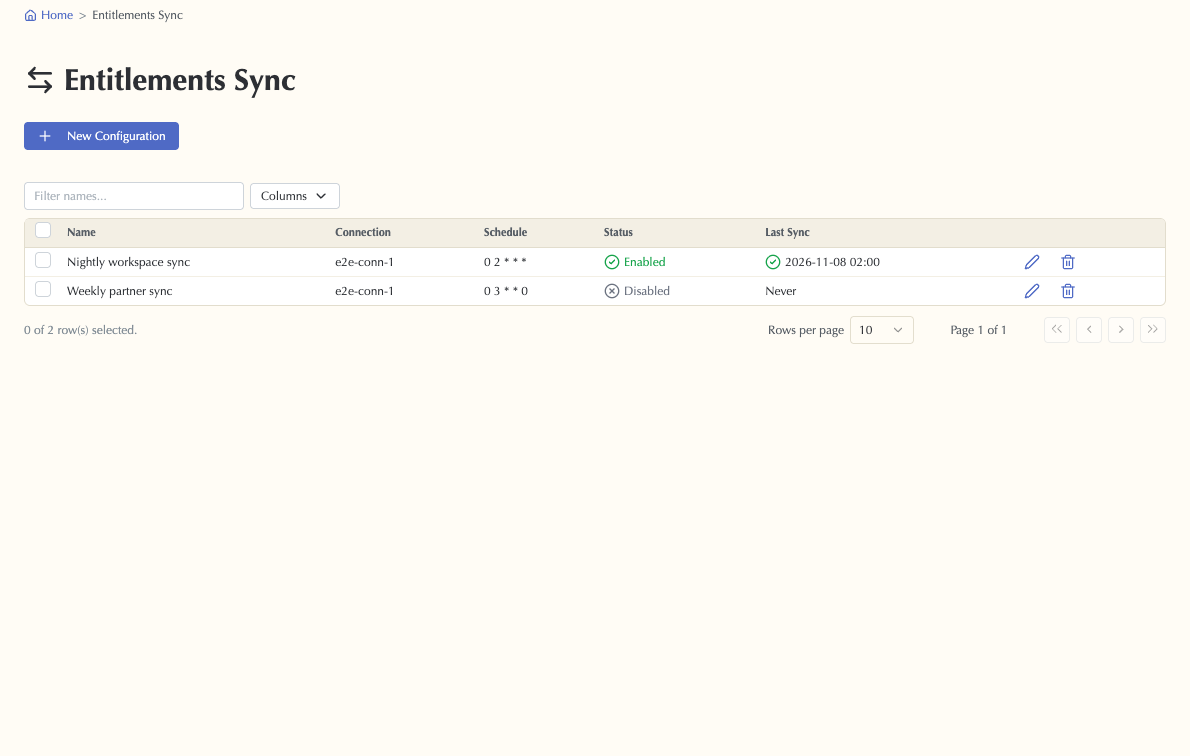 Home > Entitlements Sync
Entitlements Sync
New Configuration
Filter names...
Columns
Name Connection Schedule Status Last Sync
Nightly workspace sync e2e-conn-1 0 2 * * * Enabled 2026-11-08 02:00
Weekly partner sync e2e-conn-1 0 3 * * 0 Disabled Never
0 of 2 row(s) selected. Rows per page 10 Page 1 of 1